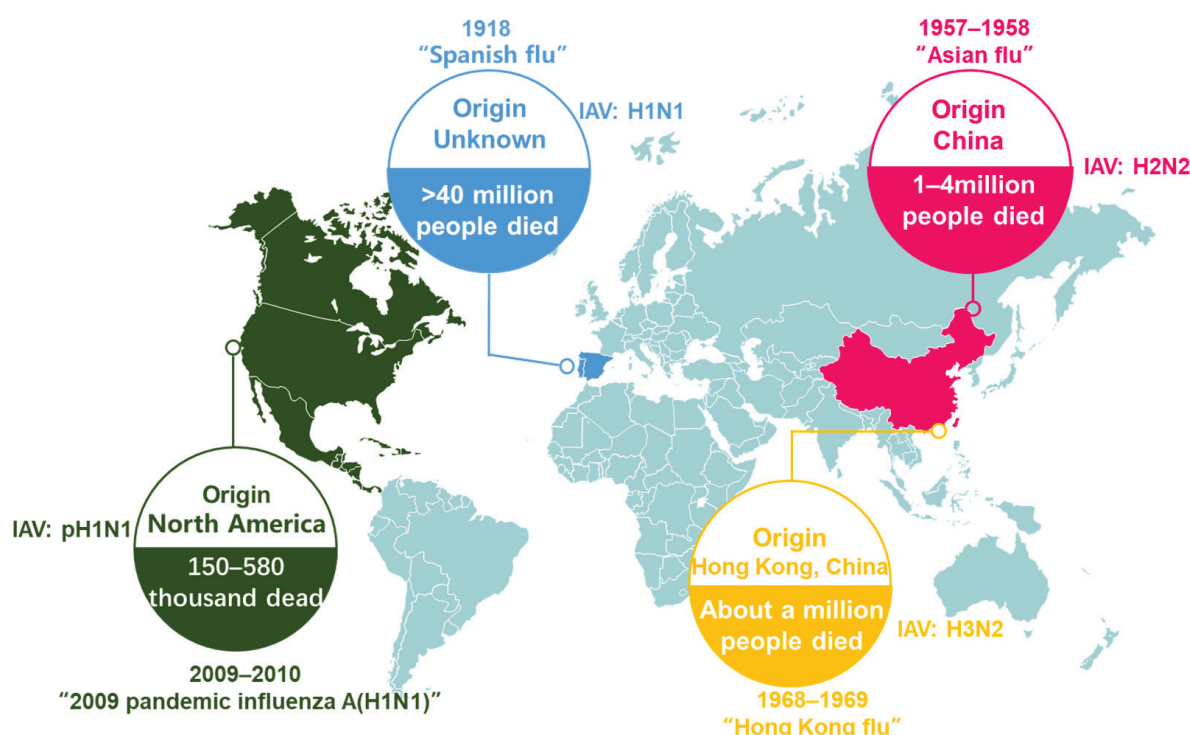 1918
“Spanish flu”
Origin
Unknown
IAV: H1N1
>40 million
people died
1957–1958
“Asian flu”
Origin
China
IAV: H2N2
1–4million
people died
Origin
North America
IAV: pH1N1
150–580
thousand dead
2009–2010
“2009 pandemic influenza A(H1N1)”
Origin
Hong Kong, China
About a million
people died
IAV: H3N2
1968–1969
“Hong Kong flu”